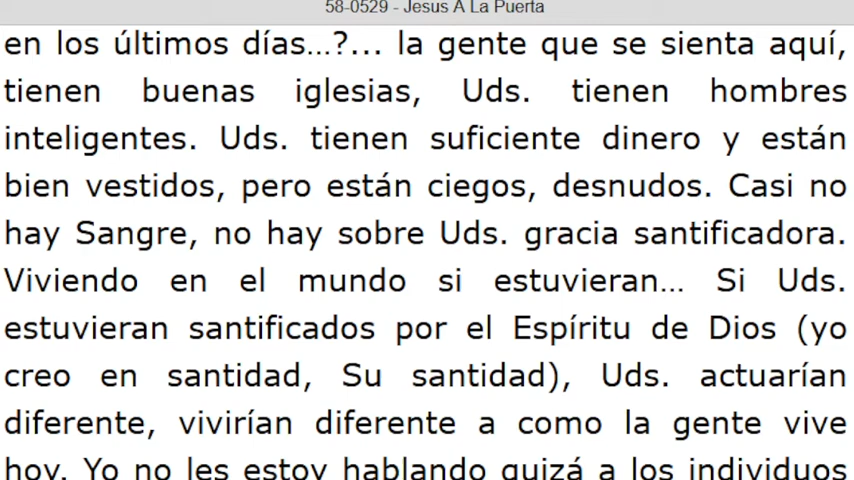 58-0529 - Jesus A La Puerta
en los últimos días...?... la gente que se sienta aquí,
tienen buenas iglesias, Uds. tienen hombres
inteligentes. Uds. tienen suficiente dinero y están
bien vestidos, pero están ciegos, desnudos. Casi no
hay Sangre, no hay sobre Uds. gracia santificadora.
Viviendo en el mundo si estuvieran... Si Uds.
estuvieran santificados por el Espíritu de Dios (yo
creo en santidad, Su santidad), Uds. actuarían
diferente, vivirían diferente a como la gente vive
hoy. Yo no les estoy hablando quizá a los individuos